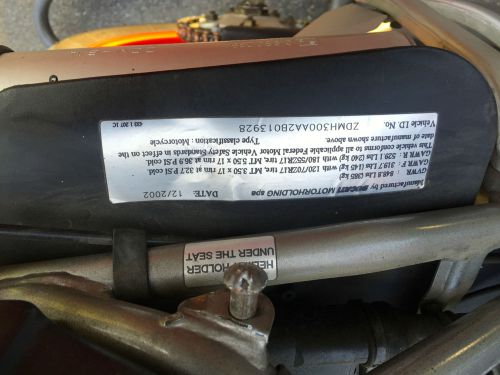 Manufactured by DUCATI MOTORHOLDING spa
DATE: 12/2002
GVWR : 848.8 Lbs (385 kg)
GAWR F : 319.7 Lbs (145 kg) with 120/70ZR17 tire, MT 3.50 x 17 rim at 32.7 PSI cold
GAWR R : 529.1 Lbs (240 kg) with 180/55ZR17 tire, MT 5.50 x 17 rim at 36.9 PSI cold
This vehicle conforms to all applicable Federal Motor Vehicle Safety Standards in effect on the
date of manufacture shown above.
Type classification : Motorcycle
Vehicle ID. No.
ZDMH300AA2B013928
HELMET HOLDER
UNDER THE SEAT